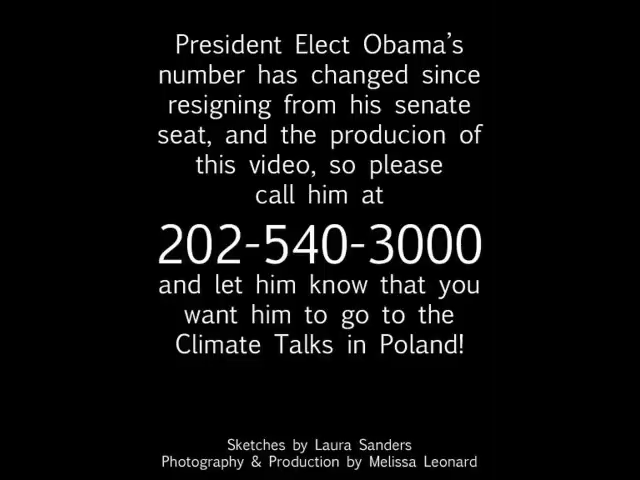 President Elect Obama's
number has changed since
resigning from his senate
seat, and the producion of
this video, so please
call him at
202-540-3000
and let him know that you
want him to go to the
Climate Talks in Poland!
Sketches by Laura Sanders
Photography & Production by Melissa Leonard